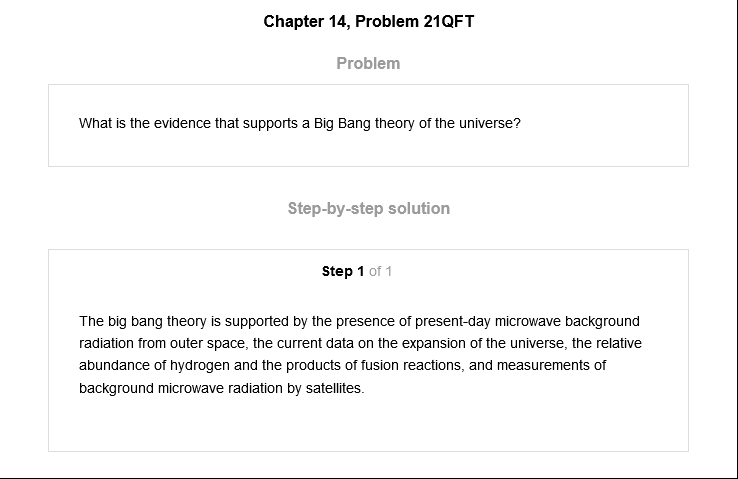 Chapter 14, Problem 21QFT
Problem
What is the evidence that supports a Big Bang theory of the universe?
Step-by-step solution
Step 1 of 1
The big bang theory is supported by the presence of present-day microwave background
radiation from outer space, the current data on the expansion of the universe, the relative
abundance of hydrogen and the products of fusion reactions, and measurements of
background microwave radiation by satellites.